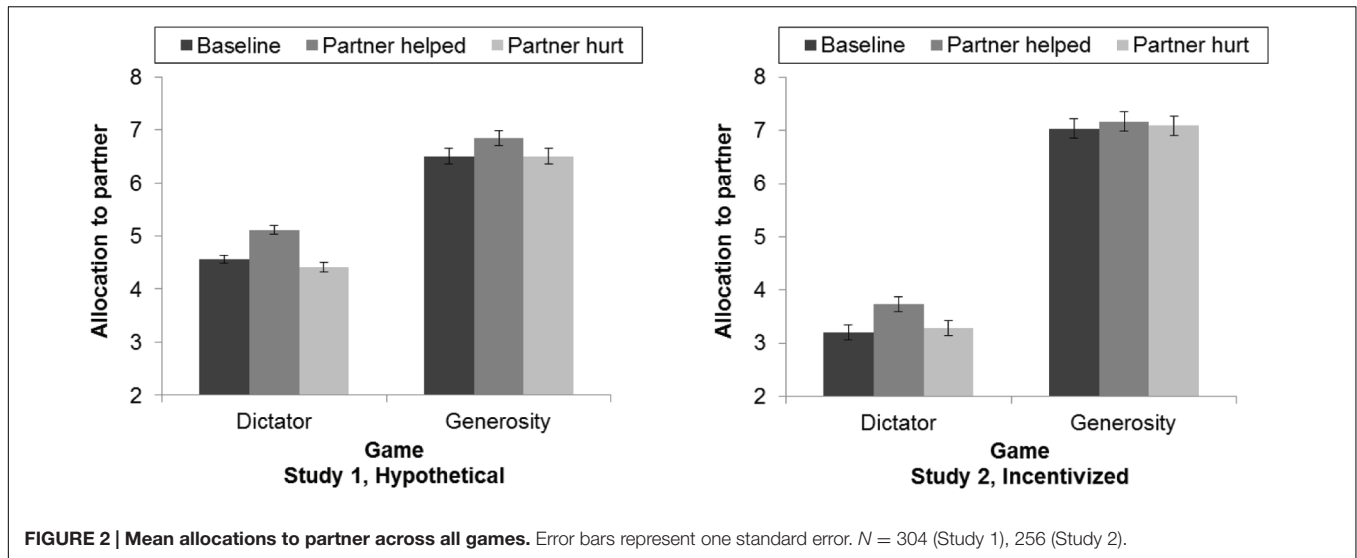 Baseline Partner helped Partner hurt
8
7
6
5
4
3
2
Allocation to partner
Dictator Generosity
Game
Study 1, Hypothetical
Baseline Partner helped Partner hurt
8
7
6
5
4
3
2
Allocation to partner
Dictator Generosity
Game
Study 2, Incentivized
FIGURE 2 | Mean allocations to partner across all games. Error bars represent one standard error. N = 304 (Study 1), 256 (Study 2).